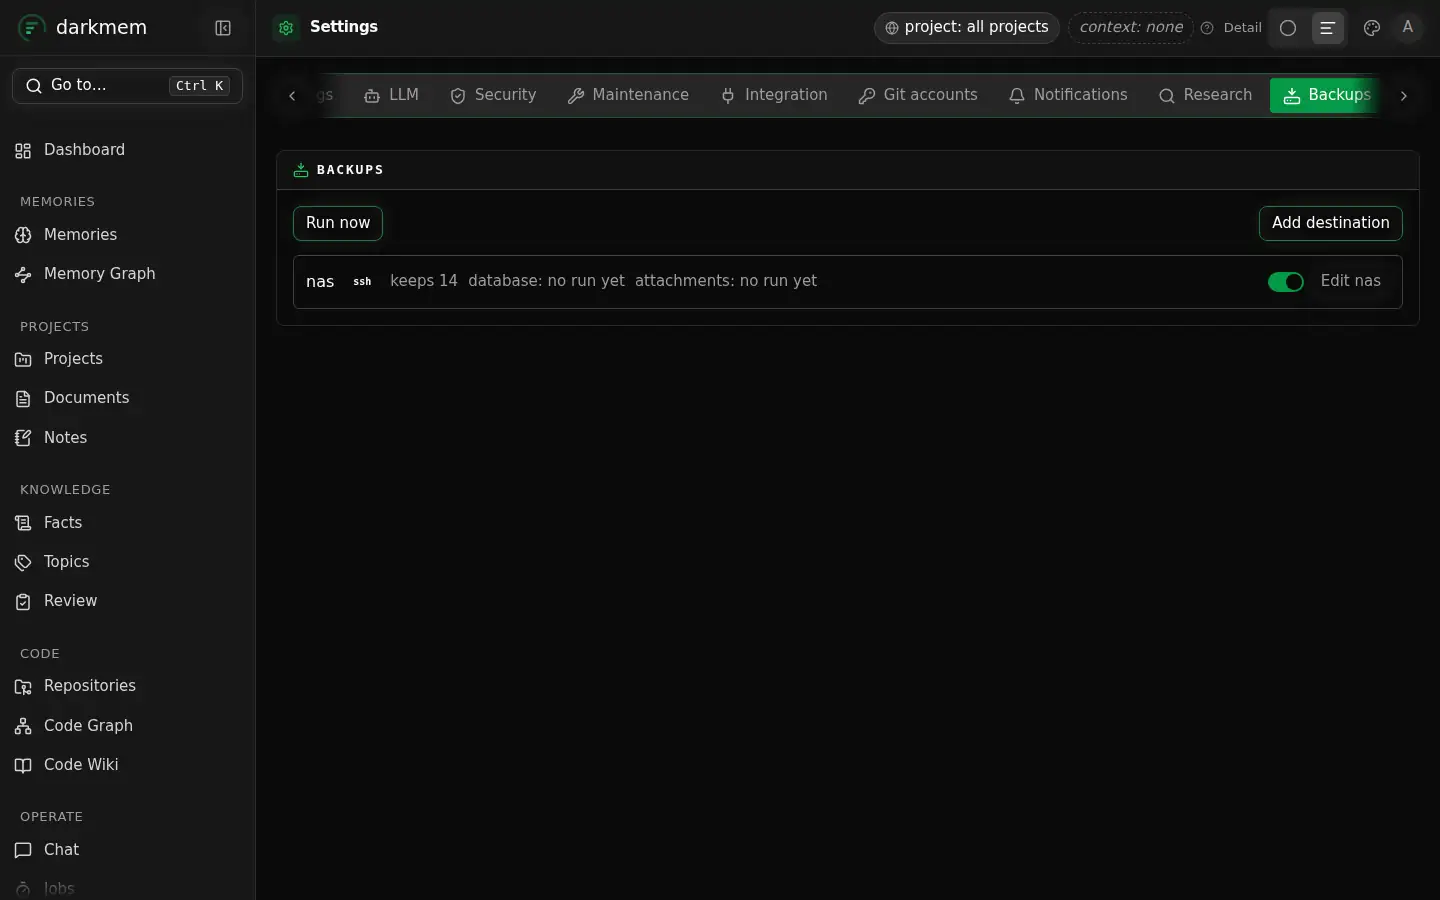 darkmem
Settings
project: all projects
context: none
Detail
A
Go to...
Ctrl K
LLM
Security
Maintenance
Integration
Git accounts
Notifications
Research
Backups
Dashboard
MEMORIES
Memories
Memory Graph
PROJECTS
Projects
Documents
Notes
KNOWLEDGE
Facts
Topics
Review
CODE
Repositories
Code Graph
Code Wiki
OPERATE
Chat
Jobs
BACKUPS
Run now
Add destination
nas ssh keeps 14 database: no run yet attachments: no run yet
Edit nas